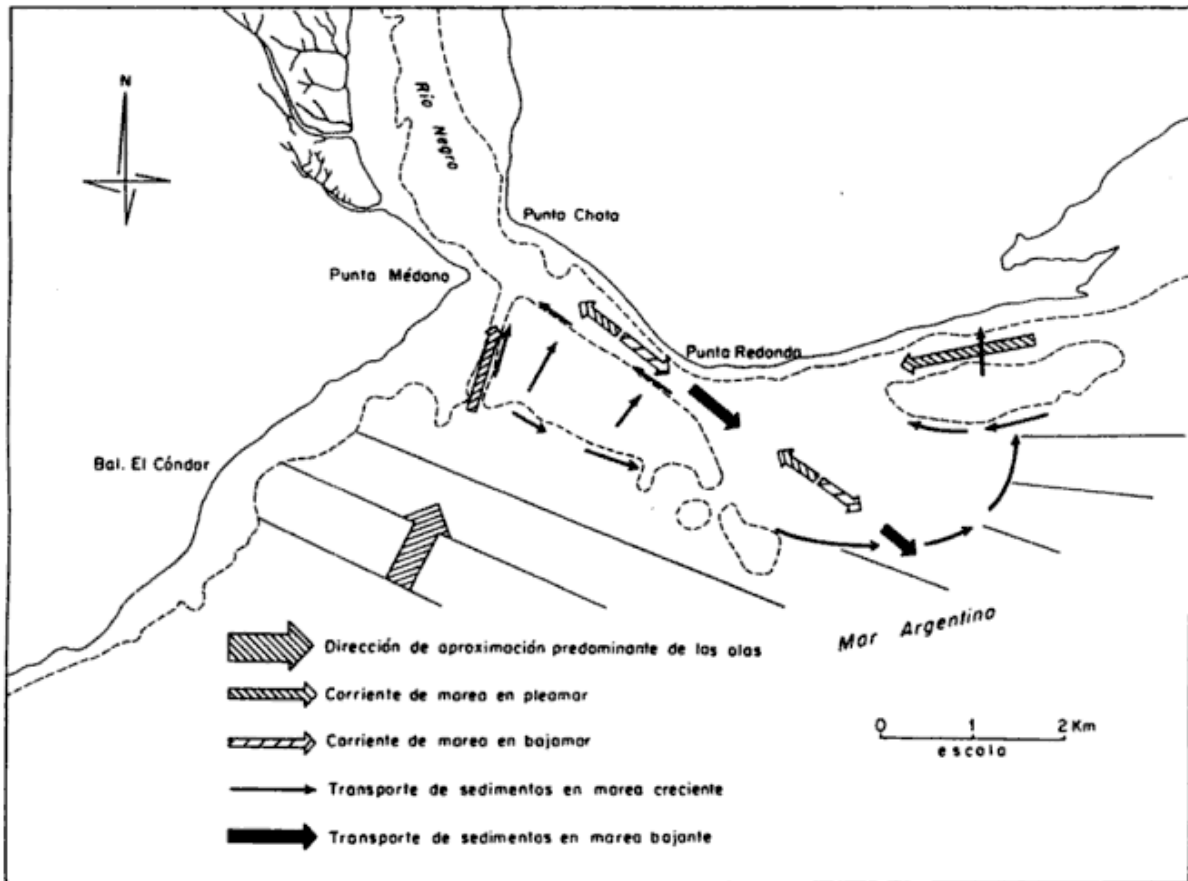 N
Río Negro
Punta Chata
Punta Médano
Punta Redonda
Bal. El Cóndor
Mar Argentino
Dirección de aproximación predominante de las olas
Corriente de marea en pleamar
Corriente de marea en bajamar
Transporte de sedimentos en marea creciente
Transporte de sedimentos en marea bajante
0 1 2 Km
escala